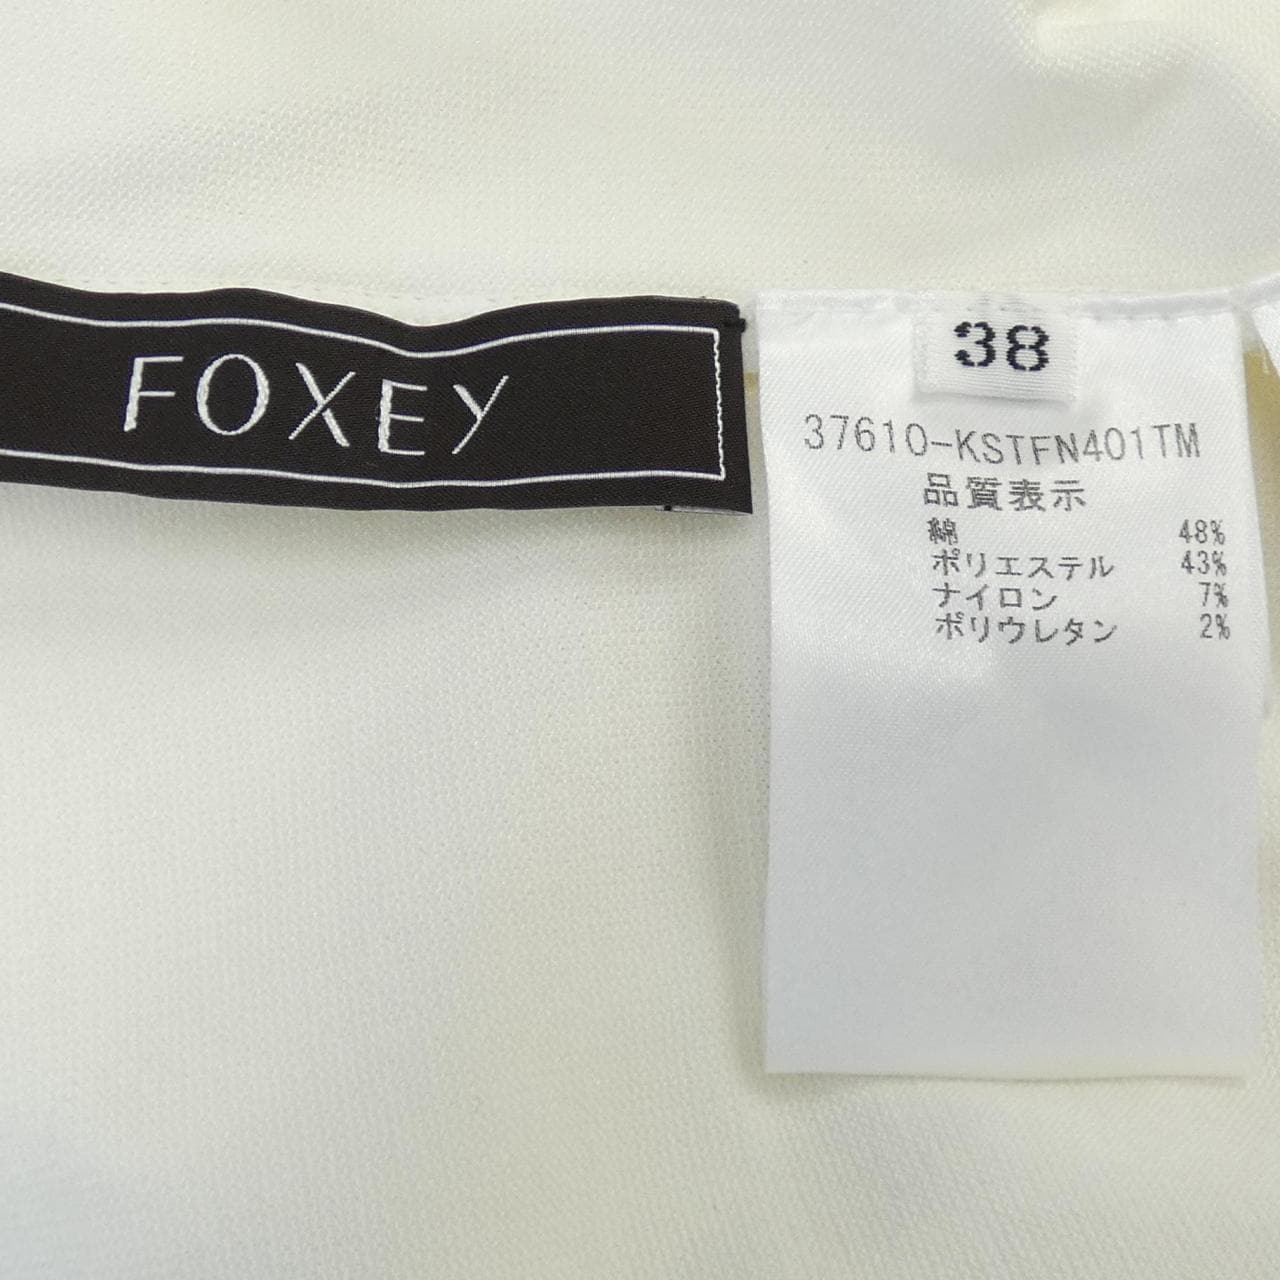 FOXEY
38
37610-KSTFN401TM
品質表示
綿 48%
ポリエステル 43%
ナイロン 7%
ポリウレタン 2%